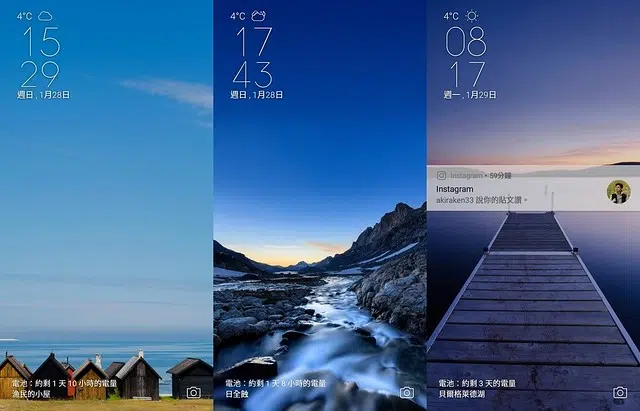 4°C
15
29
週日 , 1月28日
電池：約剩 1 天 10 小時的電量
漁民的小屋
4°C
17
43
週日 , 1月28日
電池：約剩 1 天 8 小時的電量
日全蝕
4°C
08
17
週一 , 1月29日
Instagram • 59分鐘
Instagram
akiraken33 說你的貼文讚。
電池：約剩 3 天的電量
貝爾格萊德湖